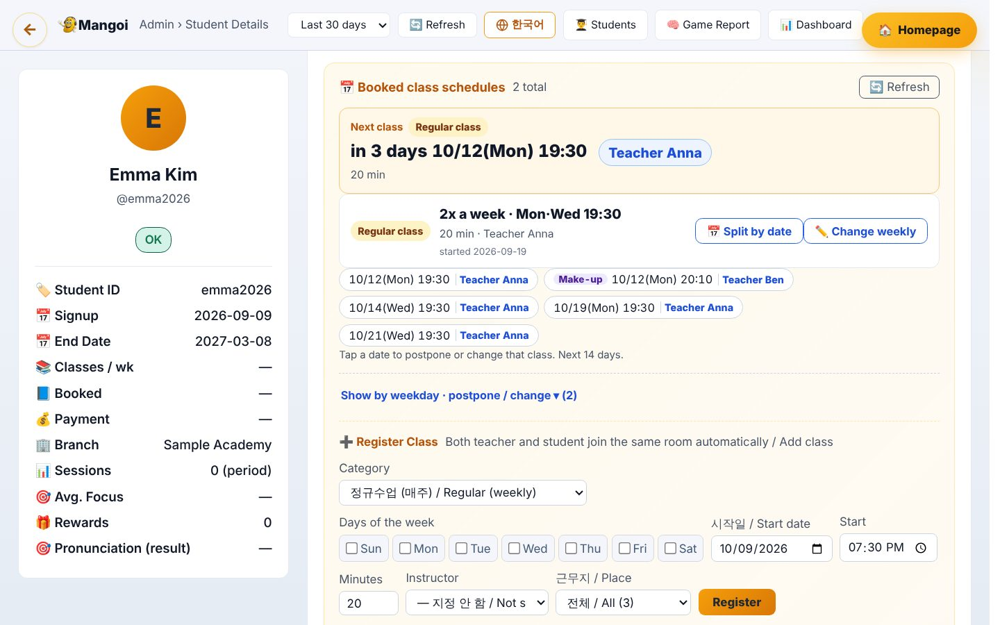 Mangoi Admin › Student Details Last 30 days Refresh 한국어 Students Game Report Dashboard Homepage
E
Emma Kim
@emma2026
OK
Student ID emma2026
Signup 2026-09-09
End Date 2027-03-08
Classes / wk —
Booked —
Payment —
Branch Sample Academy
Sessions 0 (period)
Avg. Focus —
Rewards 0
Pronunciation (result) —
Booked class schedules 2 total Refresh
Next class Regular class
in 3 days 10/12(Mon) 19:30 Teacher Anna
20 min
Regular class
2x a week · Mon·Wed 19:30
20 min · Teacher Anna
started 2026-09-19
Split by date Change weekly
10/12(Mon) 19:30 Teacher Anna Make-up 10/12(Mon) 20:10 Teacher Ben
10/14(Wed) 19:30 Teacher Anna 10/19(Mon) 19:30 Teacher Anna
10/21(Wed) 19:30 Teacher Anna
Tap a date to postpone or change that class. Next 14 days.
Show by weekday · postpone / change ▾ (2)
Register Class Both teacher and student join the same room automatically / Add class
Category
정규수업 (매주) / Regular (weekly)
Days of the week 시작일 / Start date Start
Sun Mon Tue Wed Thu Fri Sat 10/09/2026 07:30 PM
Minutes Instructor 근무지 / Place
20 — 지정 안 함 / Not s 전체 / All (3) Register